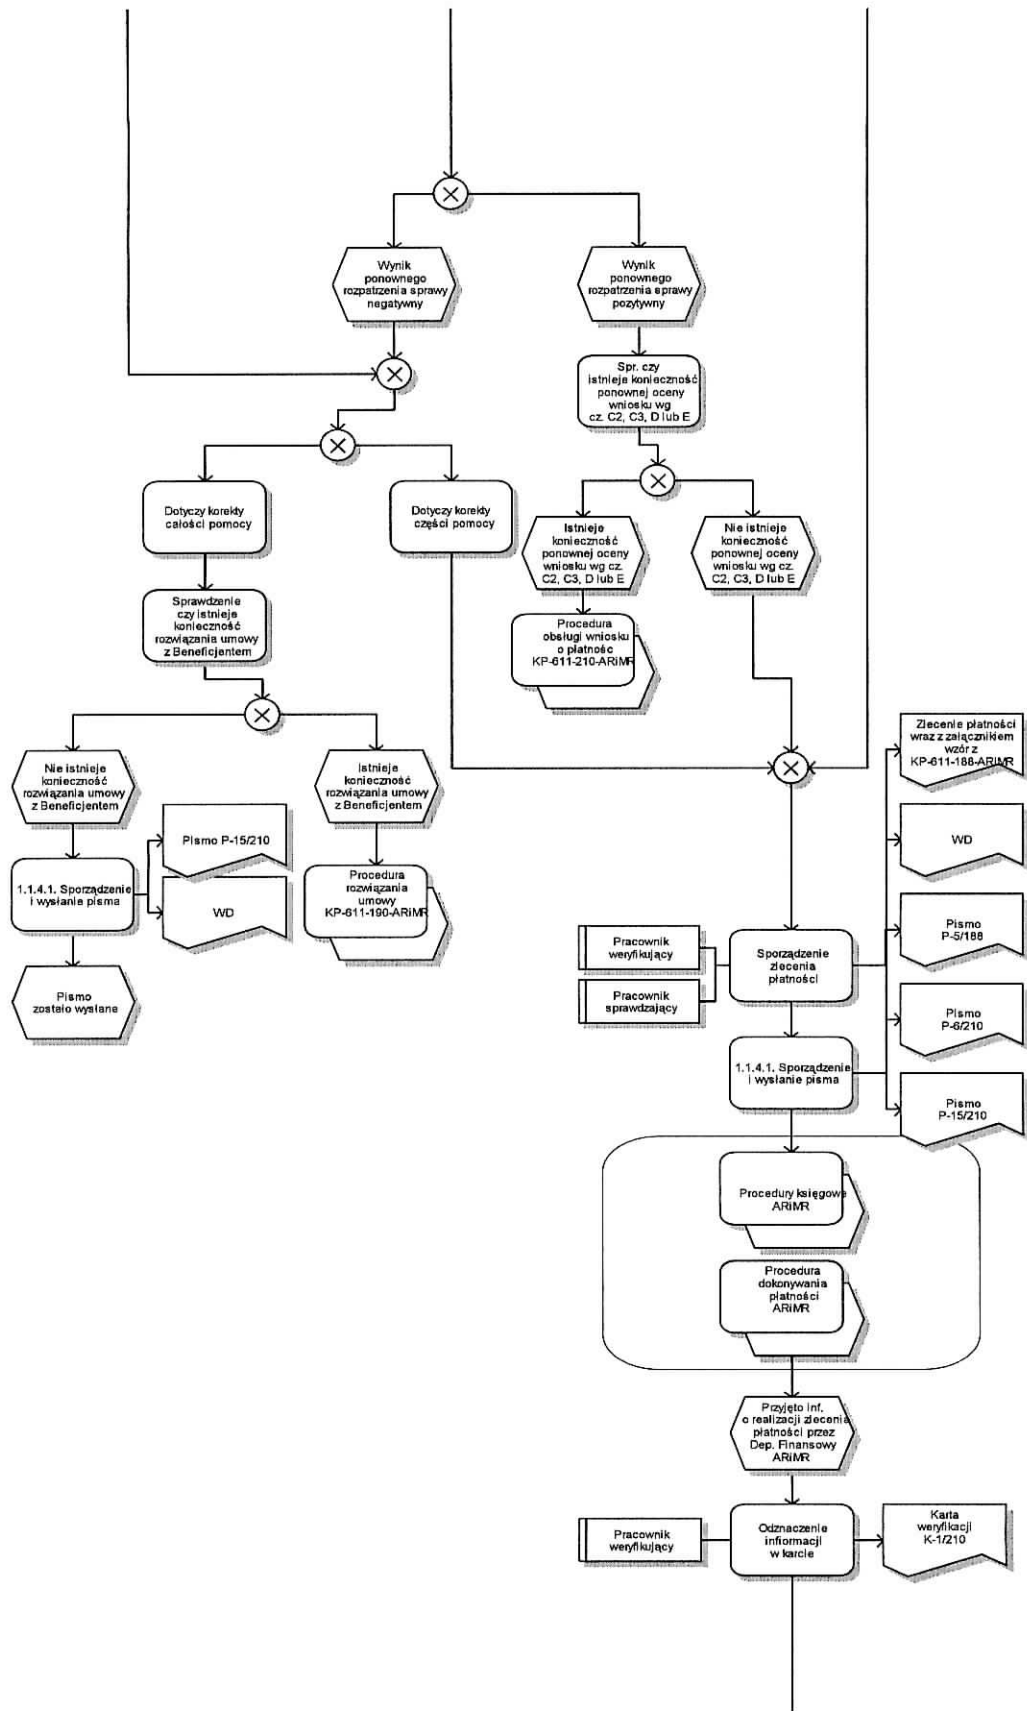 Wynik
ponownego
rozpatrzenia sprawy
negatywny
Wynik
ponownego
rozpatrzenia sprawy
pozytywny
Spr. czy
istnieje konieczność
ponownej oceny
wniosku wg
cz. C2, C3, D lub E
Dotyczy korekty
całości pomocy
Dotyczy korekty
części pomocy
Istnieje
konieczność
ponownej oceny
wniosku wg cz.
C2, C3, D lub E
Nie istnieje
konieczność
ponownej oceny
wniosku wg cz.
C2, C3, D lub E
Sprawdzenie
czy istnieje
konieczność
rozwiązania umowy
z Beneficjentem
Procedura
obsługi wniosku
o płatność
KP-611-210-ARiMR
Nie istnieje
konieczność
rozwiązania umowy
z Beneficjentem
Istnieje
konieczność
rozwiązania umowy
z Beneficjentem
Zlecenie płatności
wraz z załącznikiem
wzór z
KP-611-188-ARiMR
Pismo P-15/210
WD
1.1.4.1. Sporządzenie
i wysłanie pisma
WD
Procedura
rozwiązania
umowy
KP-611-190-ARiMR
Pismo
zostało wysłane
Pracownik
weryfikujący
Pracownik
sprawdzający
Sporządzenie
zlecenia
płatności
Pismo
P-5/188
Pismo
P-6/210
1.1.4.1. Sporządzenie
i wysłanie pisma
Pismo
P-15/210
Procedury księgowe
ARiMR
Procedura
dokonywania
płatności
ARiMR
Przyjęto inf.
o realizacji zlecenia
płatności przez
Dep. Finansowy
ARiMR
Pracownik
weryfikujący
Odznaczenie
infiormacji
w karcie
Karta
weryfikacji
K-1/210